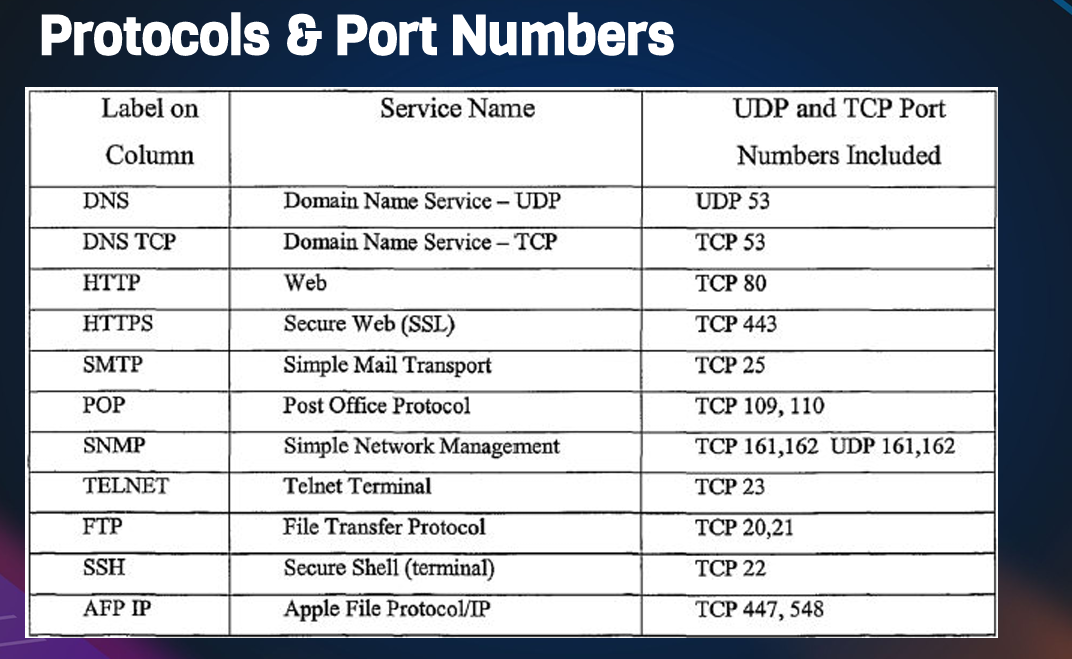 Protocols & Port Numbers
Label on Column Service Name UDP and TCP Port Numbers Included
DNS Domain Name Service – UDP UDP 53
DNS TCP Domain Name Service – TCP TCP 53
HTTP Web TCP 80
HTTPS Secure Web (SSL) TCP 443
SMTP Simple Mail Transport TCP 25
POP Post Office Protocol TCP 109, 110
SNMP Simple Network Management TCP 161,162 UDP 161,162
TELNET Telnet Terminal TCP 23
FTP File Transfer Protocol TCP 20,21
SSH Secure Shell (terminal) TCP 22
AFP IP Apple File Protocol/IP TCP 447, 548